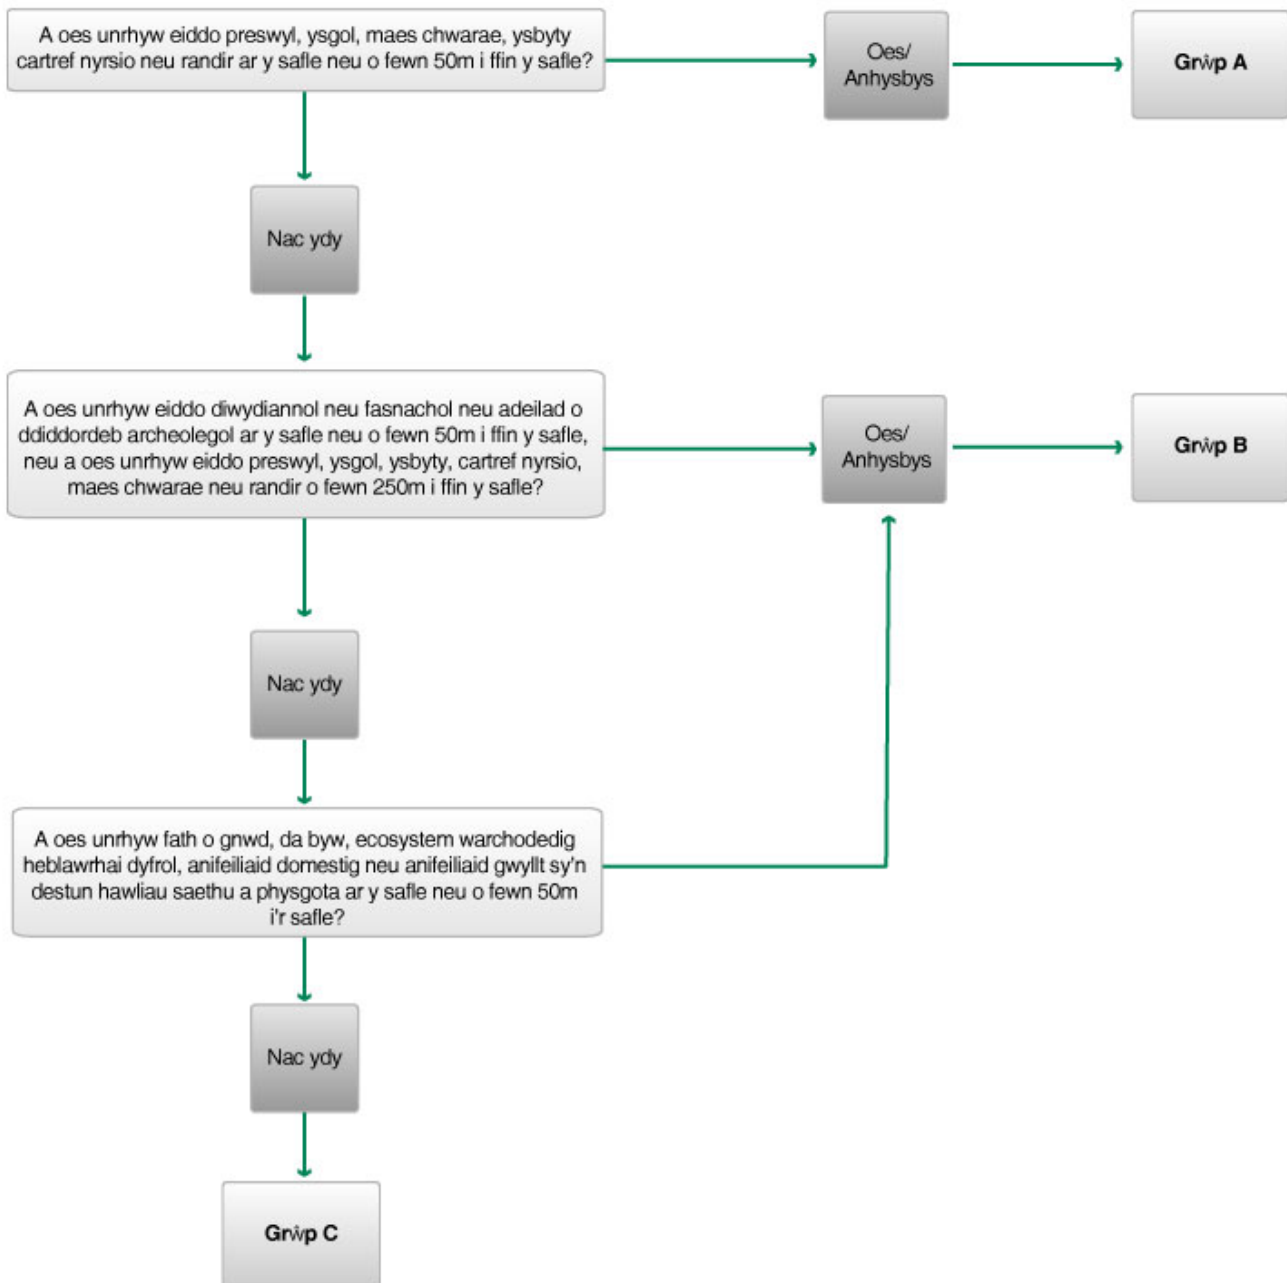 A oes unrhyw eiddo preswyl, ysgol, maes chwarae, ysbyty
cartref nyrsio neu randir ar y safle neu o fewn 50m i ffin y safle?
Oes/
Anhysbys
Grŵp A
Nac ydy
A oes unrhyw eiddo diwydiannol neu fasnachol neu adeilad o
ddiddordeb archeolegol ar y safle neu o fewn 50m i ffin y safle,
neu a oes unrhyw eiddo preswyl, ysgol, ysbyty, cartref nyrsio,
maes chwarae neu randir o fewn 250m i ffin y safle?
Oes/
Anhysbys
Grŵp B
Nac ydy
A oes unrhyw fath o gnwd, da byw, ecosystem warchodedig
heblawrhai dyfrol, anifeiliaid domestig neu anifeiliaid gwyllt sy'n
destun hawliau saethu a physgota ar y safle neu o fewn 50m
i'r safle?
Nac ydy
Grŵp C